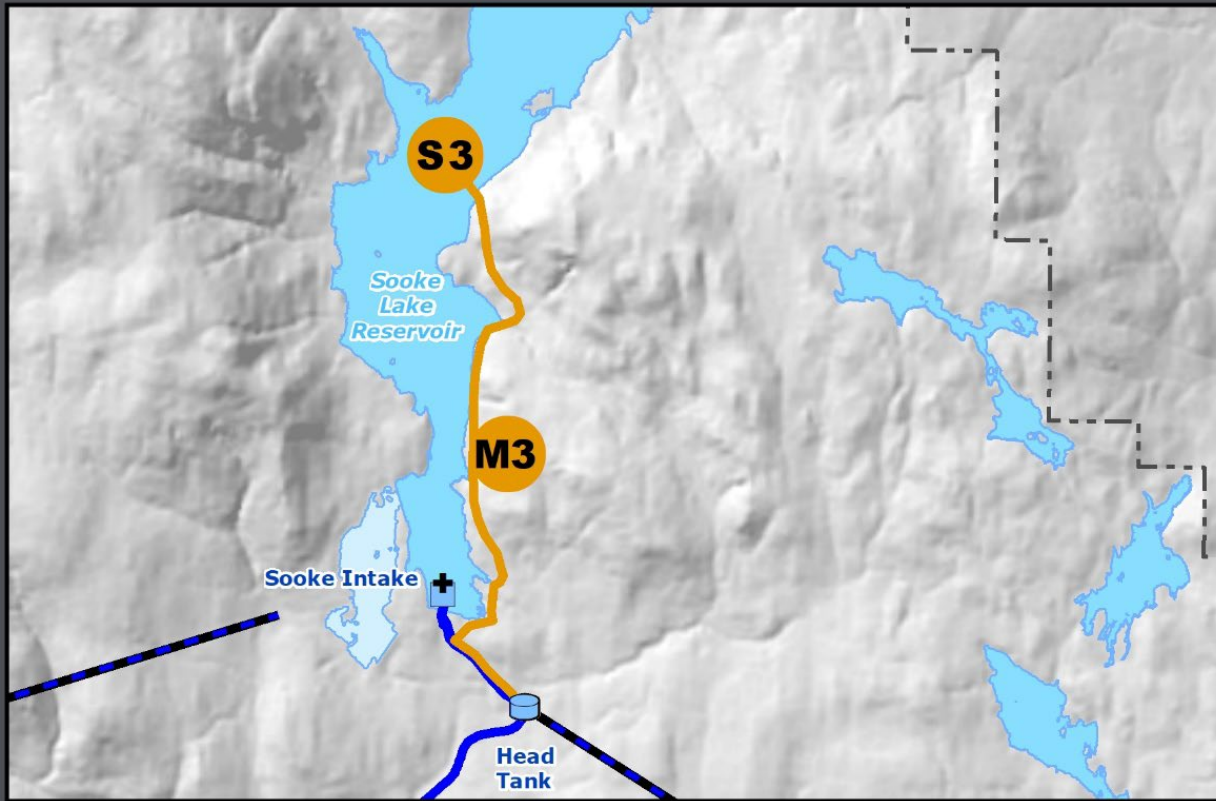 S3
Sooke
Lake
Reservoir
M3
Sooke Intake
Head
Tank